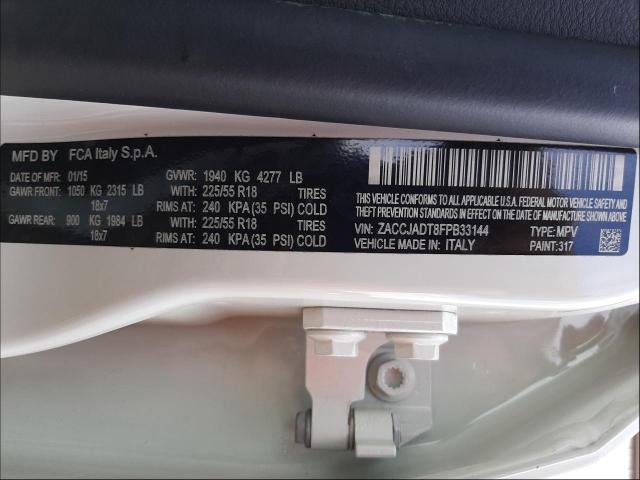 MFD BY FCA Italy S.p.A.
DATE OF MFR: 01/15 GVWR: 1940 KG 4277 LB
GAWR FRONT: 1050 KG 2315 LB WITH: 225/55 R18 TIRES
18x7 RIMS AT: 240 KPA (35 PSI) COLD
GAWR REAR: 900 KG 1984 LB WITH: 225/55 R18 TIRES
18x7 RIMS AT: 240 KPA (35 PSI) COLD
THIS VEHICLE CONFORMS TO ALL APPLICABLE U.S.A. FEDERAL MOTOR VEHICLE SAFETY,
BUMPER, AND THEFT PREVENTION STANDARDS IN EFFECT ON THE DATE OF MANUFACTURE SHOWN ABOVE.
VIN: ZACCJADT8FPB33144 TYPE: MPV
VEHICLE MADE IN: ITALY PAINT: 317